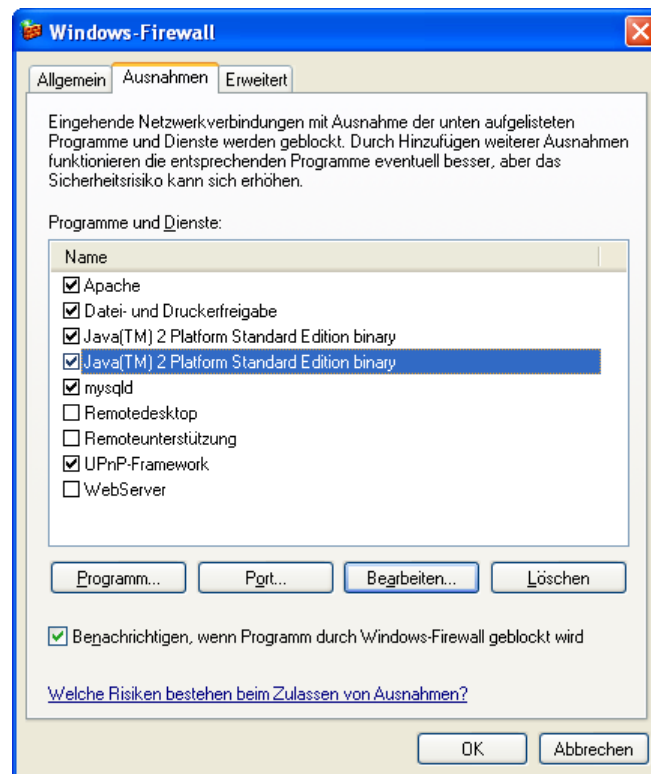 Windows-Firewall
Allgemein Ausnahmen Erweitert
Eingehende Netzwerkverbindungen mit Ausnahme der unten aufgelisteten
Programme und Dienste werden geblockt. Durch Hinzufügen weiterer Ausnahmen
funktionieren die entsprechenden Programme eventuell besser, aber das
Sicherheitsrisiko kann sich erhöhen.
Programme und Dienste:
Name
Apache
Datei- und Druckerfreigabe
Java(TM) 2 Platform Standard Edition binary
Java(TM) 2 Platform Standard Edition binary
mysqld
Remotedesktop
Remoteunterstützung
UPnP-Framework
WebServer
Programm... Port... Bearbeiten... Löschen
Benachrichtigen, wenn Programm durch Windows-Firewall geblockt wird
Welche Risiken bestehen beim Zulassen von Ausnahmen?
OK Abbrechen